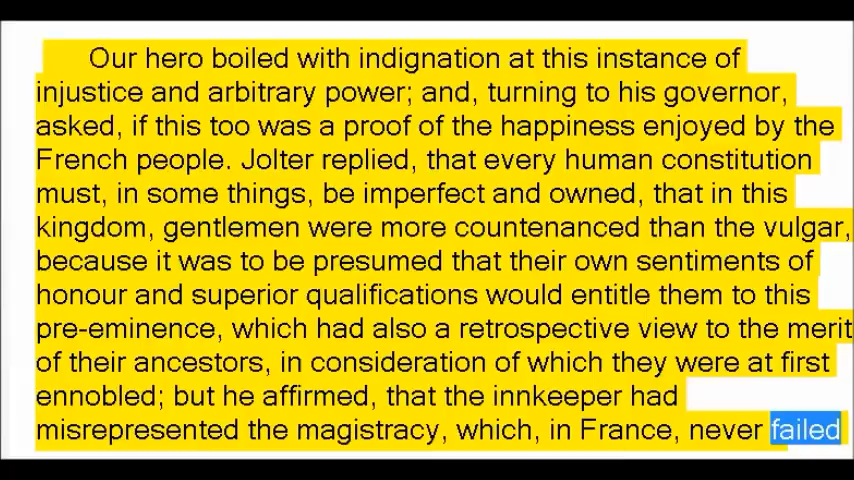 Our hero boiled with indignation at this instance of
injustice and arbitrary power; and, turning to his governor,
asked, if this too was a proof of the happiness enjoyed by the
French people. Jolter replied, that every human constitution
must, in some things, be imperfect and owned, that in this
kingdom, gentlemen were more countenanced than the vulgar,
because it was to be presumed that their own sentiments of
honour and superior qualifications would entitle them to this
pre-eminence, which had also a retrospective view to the merit
of their ancestors, in consideration of which they were at first
ennobled; but he affirmed, that the innkeeper had
misrepresented the magistracy, which, in France, never failed